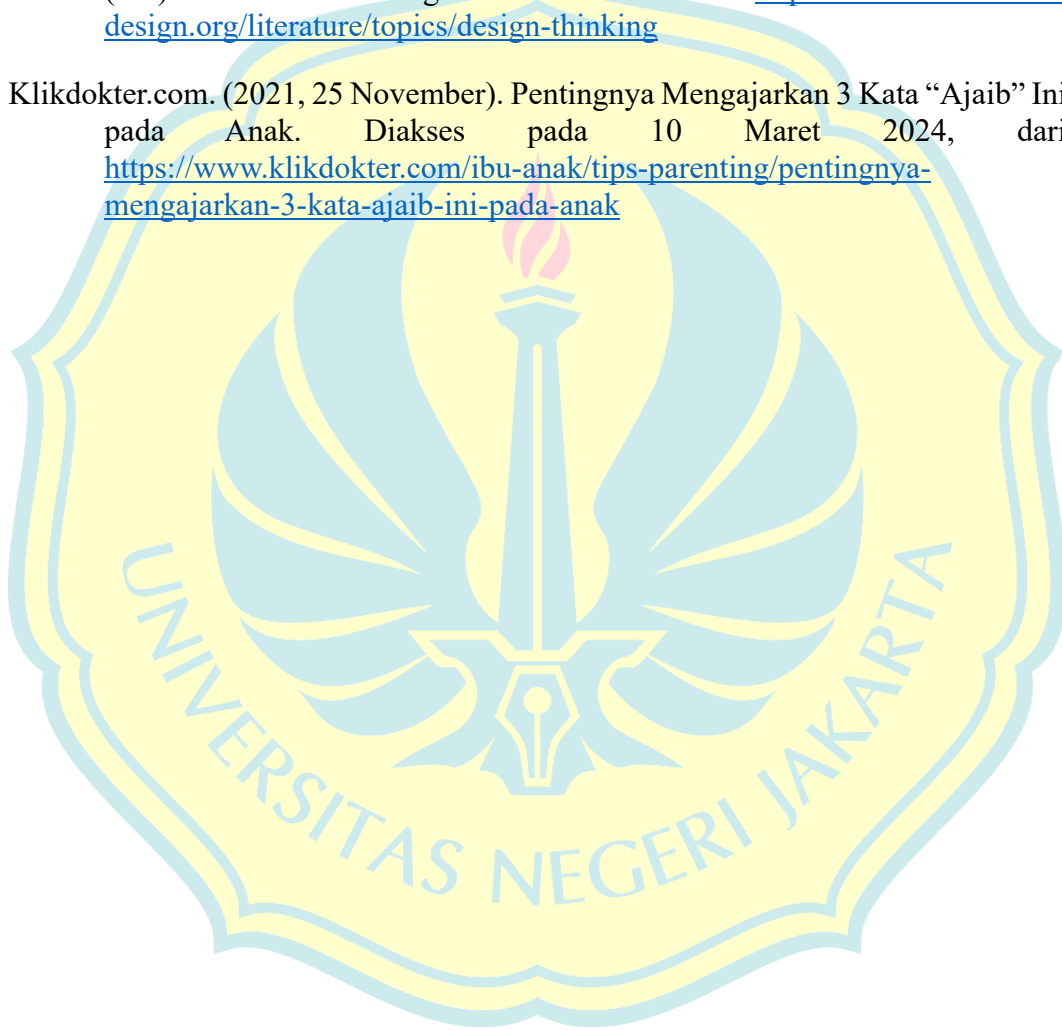 design.org/literature/topics/design-thinking
Klikdokter.com. (2021, 25 November). Pentingnya Mengajarkan 3 Kata “Ajaib” Ini
pada Anak. Diakses pada 10 Maret 2024, dari
https://www.klikdokter.com/ibu-anak/tips-parenting/pentingnya-
mengajarkan-3-kata-ajaib-ini-pada-anak
UNIVERSITAS NEGERI JAKARTA